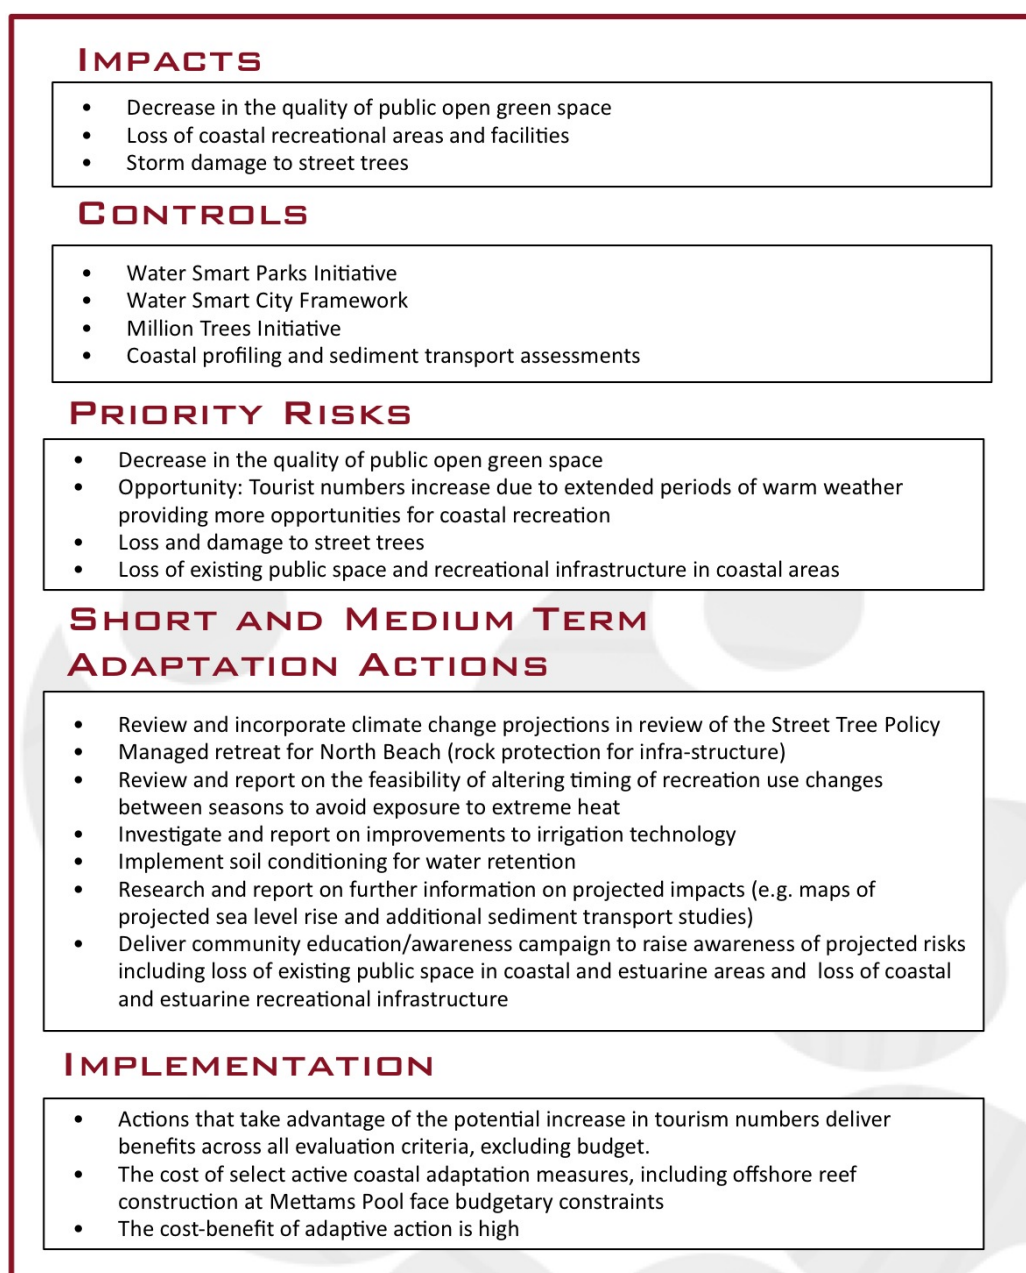 IMPACTS
• Decrease in the quality of public open green space
• Loss of coastal recreational areas and facilities
• Storm damage to street trees
CONTROLS
• Water Smart Parks Initiative
• Water Smart City Framework
• Million Trees Initiative
• Coastal profiling and sediment transport assessments
PRIORITY RISKS
• Decrease in the quality of public open green space
• Opportunity: Tourist numbers increase due to extended periods of warm weather
providing more opportunities for coastal recreation
• Loss and damage to street trees
• Loss of existing public space and recreational infrastructure in coastal areas
SHORT AND MEDIUM TERM
ADAPTATION ACTIONS
• Review and incorporate climate change projections in review of the Street Tree Policy
• Managed retreat for North Beach (rock protection for infra-structure)
• Review and report on the feasibility of altering timing of recreation use changes
between seasons to avoid exposure to extreme heat
• Investigate and report on improvements to irrigation technology
• Implement soil conditioning for water retention
• Research and report on further information on projected impacts (e.g. maps of
projected sea level rise and additional sediment transport studies)
• Deliver community education/awareness campaign to raise awareness of projected risks
including loss of existing public space in coastal and estuarine areas and loss of coastal
and estuarine recreational infrastructure
IMPLEMENTATION
• Actions that take advantage of the potential increase in tourism numbers deliver
benefits across all evaluation criteria, excluding budget.
• The cost of select active coastal adaptation measures, including offshore reef
construction at Mettams Pool face budgetary constraints
• The cost-benefit of adaptive action is high